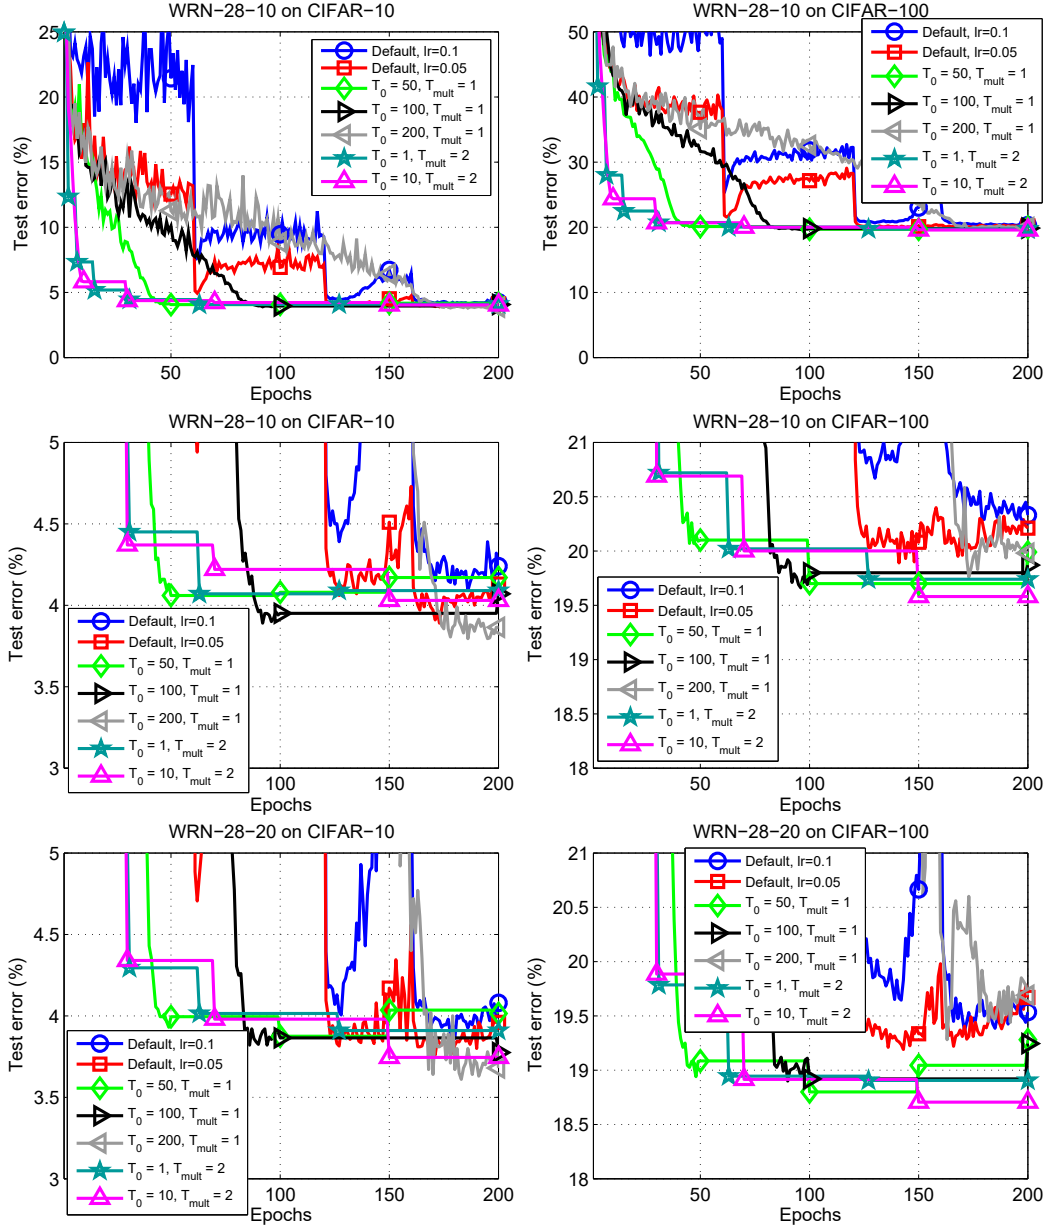 WRN−28−10 on CIFAR−10
25
20
15
10
5
0
50
100
150
200
Epochs
Test error (%)
Default, lr=0.1
Default, lr=0.05
T0 = 50, Tmult = 1
T0 = 100, Tmult = 1
T0 = 200, Tmult = 1
T0 = 1, Tmult = 2
T0 = 10, Tmult = 2
WRN−28−10 on CIFAR−100
50
40
30
20
10
0
50
100
150
200
Epochs
Test error (%)
Default, lr=0.1
Default, lr=0.05
T0 = 50, Tmult = 1
T0 = 100, Tmult = 1
T0 = 200, Tmult = 1
T0 = 1, Tmult = 2
T0 = 10, Tmult = 2
WRN−28−10 on CIFAR−10
5
4.5
4
3.5
3
50
100
150
200
Epochs
Test error (%)
Default, lr=0.1
Default, lr=0.05
T0 = 50, Tmult = 1
T0 = 100, Tmult = 1
T0 = 200, Tmult = 1
T0 = 1, Tmult = 2
T0 = 10, Tmult = 2
WRN−28−10 on CIFAR−100
21
20.5
20
19.5
19
18.5
18
50
100
150
200
Epochs
Test error (%)
Default, lr=0.1
Default, lr=0.05
T0 = 50, Tmult = 1
T0 = 100, Tmult = 1
T0 = 200, Tmult = 1
T0 = 1, Tmult = 2
T0 = 10, Tmult = 2
WRN−28−20 on CIFAR−10
5
4.5
4
3.5
3
50
100
150
200
Epochs
Test error (%)
Default, lr=0.1
Default, lr=0.05
T0 = 50, Tmult = 1
T0 = 100, Tmult = 1
T0 = 200, Tmult = 1
T0 = 1, Tmult = 2
T0 = 10, Tmult = 2
WRN−28−20 on CIFAR−100
21
20.5
20
19.5
19
18.5
18
50
100
150
200
Epochs
Test error (%)
Default, lr=0.1
Default, lr=0.05
T0 = 50, Tmult = 1
T0 = 100, Tmult = 1
T0 = 200, Tmult = 1
T0 = 1, Tmult = 2
T0 = 10, Tmult = 2